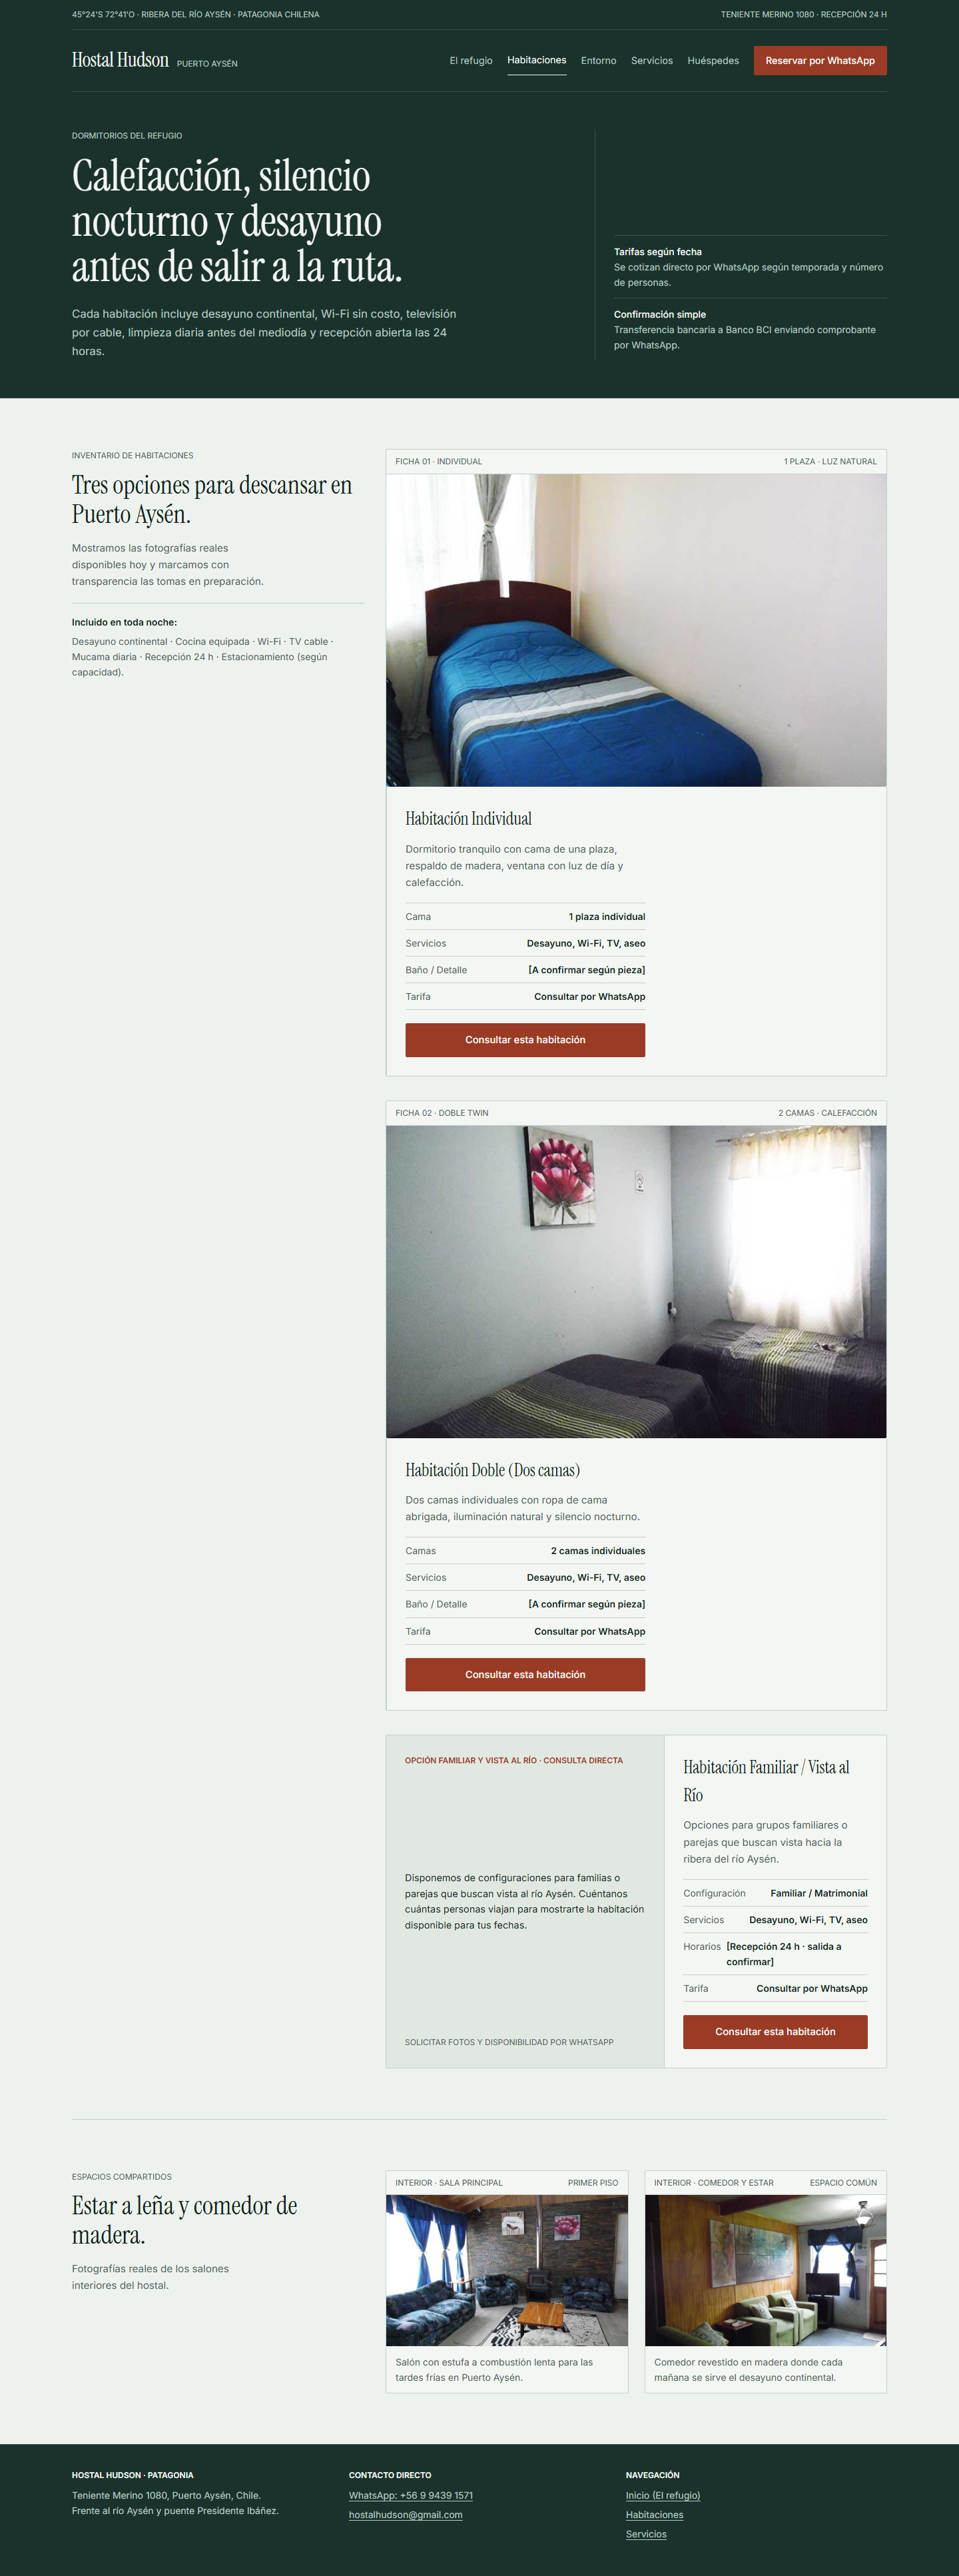 45°24'S 72°41'O · RIBERA DEL RÍO AYSÉN · PATAGONIA CHILENA
TENIENTE MERINO 1080 · RECEPCIÓN 24 H
Hostal Hudson PUERTO AYSÉN
El refugio Habitaciones Entorno Servicios Huéspedes Reservar por WhatsApp
DORMITORIOS DEL REFUGIO
Calefacción, silencio
nocturno y desayuno
antes de salir a la ruta.
Cada habitación incluye desayuno continental, Wi-Fi sin costo, televisión
por cable, limpieza diaria antes del mediodía y recepción abierta las 24
horas.
Tarifas según fecha
Se cotizan directo por WhatsApp según temporada y número
de personas.
Confirmación simple
Transferencia bancaria a Banco BCI enviando comprobante
por WhatsApp.
INVENTARIO DE HABITACIONES
Tres opciones para descansar en
Puerto Aysén.
Mostramos las fotografías reales
disponibles hoy y marcamos con
transparencia las tomas en preparación.
Incluido en toda noche:
Desayuno continental · Cocina equipada · Wi-Fi · TV cable ·
Mucama diaria · Recepción 24 h · Estacionamiento (según
capacidad).
FICHA 01 · INDIVIDUAL
1 PLAZA · LUZ NATURAL
Habitación Individual
Dormitorio tranquilo con cama de una plaza,
respaldo de madera, ventana con luz de día y
calefacción.
Cama 1 plaza individual
Servicios Desayuno, Wi-Fi, TV, aseo
Baño / Detalle [A confirmar según pieza]
Tarifa Consultar por WhatsApp
Consultar esta habitación
FICHA 02 · DOBLE TWIN
2 CAMAS · CALEFACCIÓN
Habitación Doble (Dos camas)
Dos camas individuales con ropa de cama
abrigada, iluminación natural y silencio nocturno.
Camas 2 camas individuales
Servicios Desayuno, Wi-Fi, TV, aseo
Baño / Detalle [A confirmar según pieza]
Tarifa Consultar por WhatsApp
Consultar esta habitación
OPCIÓN FAMILIAR Y VISTA AL RÍO · CONSULTA DIRECTA
Disponemos de configuraciones para familias o
parejas que buscan vista al río Aysén. Cuéntanos
cuántas personas viajan para mostrarte la habitación
disponible para tus fechas.
SOLICITAR FOTOS Y DISPONIBILIDAD POR WHATSAPP
Habitación Familiar / Vista al
Río
Opciones para grupos familiares o
parejas que buscan vista hacia la
ribera del río Aysén.
Configuración Familiar / Matrimonial
Servicios Desayuno, Wi-Fi, TV, aseo
Horarios [Recepción 24 h · salida a
confirmar]
Tarifa Consultar por WhatsApp
Consultar esta habitación
ESPACIOS COMPARTIDOS
Estar a leña y comedor de
madera.
Fotografías reales de los salones
interiores del hostal.
INTERIOR · SALA PRINCIPAL
PRIMER PISO
Salón con estufa a combustión lenta para las
tardes frías en Puerto Aysén.
INTERIOR · COMEDOR Y ESTAR
ESPACIO COMÚN
Comedor revestido en madera donde cada
mañana se sirve el desayuno continental.
HOSTAL HUDSON · PATAGONIA
Teniente Merino 1080, Puerto Aysén, Chile.
Frente al río Aysén y puente Presidente Ibáñez.
CONTACTO DIRECTO
WhatsApp: +56 9 9439 1571
hostalhudson@gmail.com
NAVEGACIÓN
Inicio (El refugio)
Habitaciones
Servicios